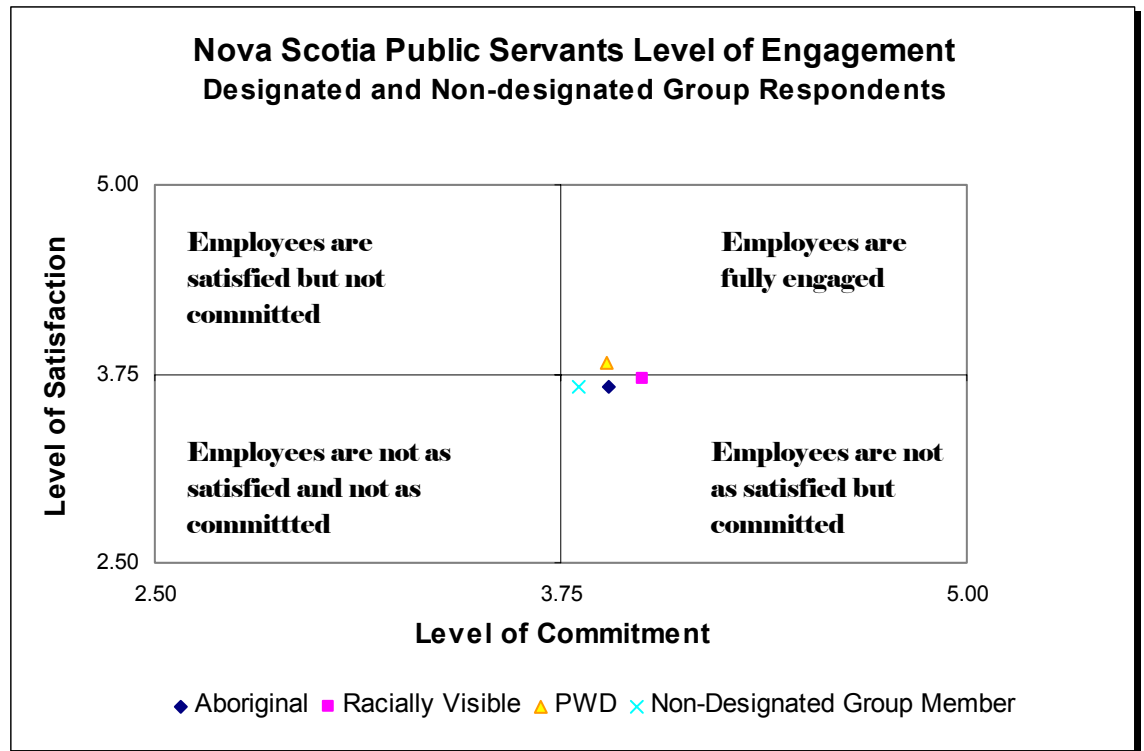 Nova Scotia Public Servants Level of Engagement
Designated and Non-designated Group Respondents
Level of Satisfaction
5.00
3.75
2.50
Employees are
satisfied but not
committed
Employees are
fully engaged
Employees are not as
satisfied and not as
committted
Employees are not
as satisfied but
committed
2.50
3.75
5.00
Level of Commitment
Aboriginal
Racially Visible
PWD
Non-Designated Group Member